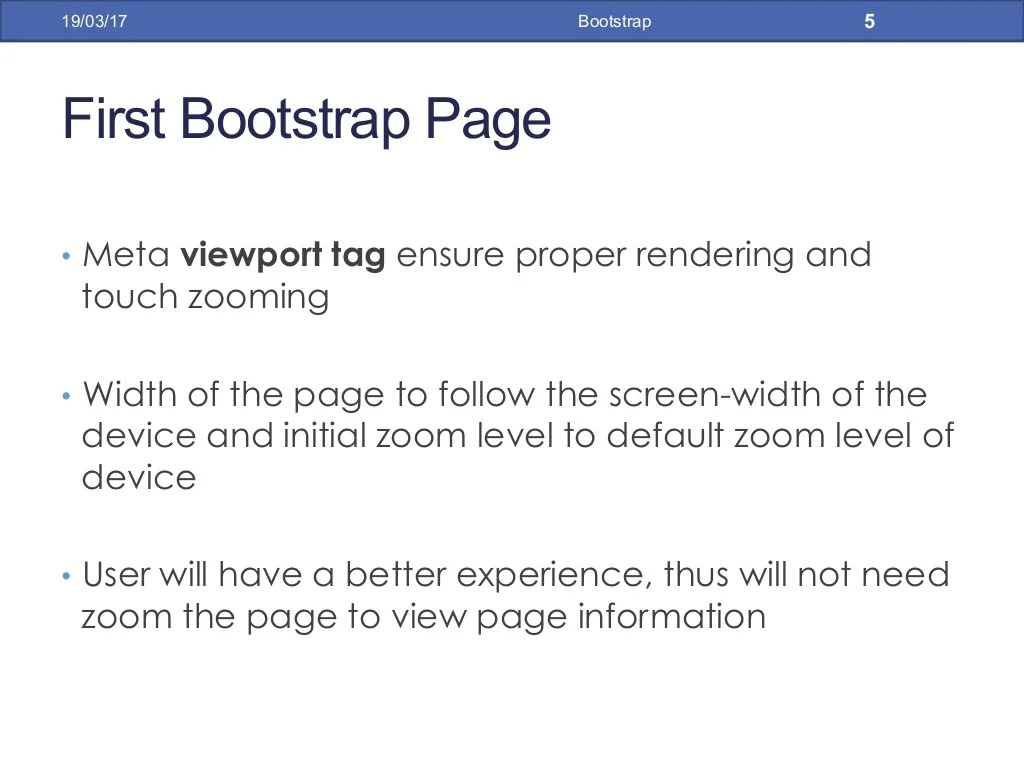 19/03/17 Bootstrap 5
First Bootstrap Page
• Meta viewport tag ensure proper rendering and
touch zooming
• Width of the page to follow the screen-width of the
device and initial zoom level to default zoom level of
device
• User will have a better experience, thus will not need
zoom the page to view page information